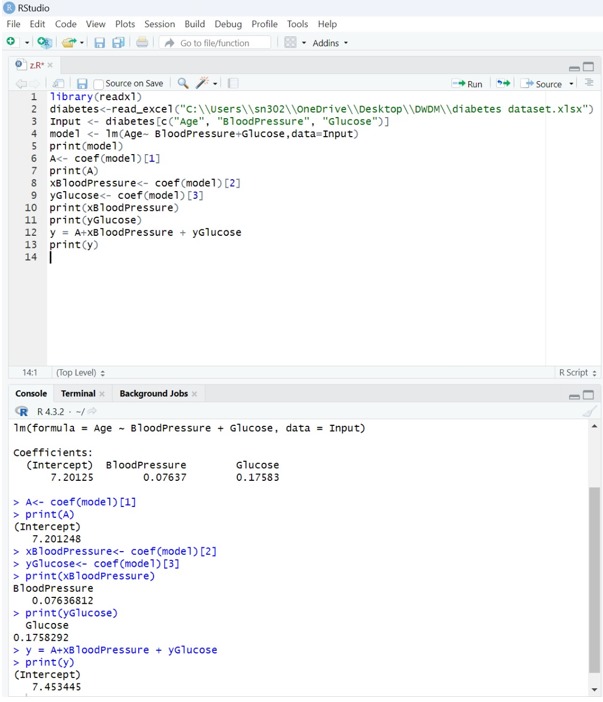 RStudio
File Edit Code View Plots Session Build Debug Profile Tools Help
Go to file/function Addins
z.R*
Source on Save Run Source
1 library(readxl)
2 diabetes<-read_excel("C:\\Users\\sn302\\OneDrive\\Desktop\\DWDM\\diabetes dataset.xlsx")
3 Input <- diabetes[c("Age", "BloodPressure", "Glucose")]
4 model <- lm(Age~ BloodPressure+Glucose,data=Input)
5 print(model)
6 A<- coef(model)[1]
7 print(A)
8 xBloodPressure<- coef(model)[2]
9 yGlucose<- coef(model)[3]
10 print(xBloodPressure)
11 print(yGlucose)
12 y = A+xBloodPressure + yGlucose
13 print(y)
14
14:1 (Top Level) R Script
Console Terminal Background Jobs
R 4.3.2 · ~/
lm(formula = Age ~ BloodPressure + Glucose, data = Input)
Coefficients:
(Intercept) BloodPressure Glucose
7.20125 0.07637 0.17583
> A<- coef(model)[1]
> print(A)
(Intercept)
7.201248
> xBloodPressure<- coef(model)[2]
> yGlucose<- coef(model)[3]
> print(xBloodPressure)
BloodPressure
0.07636812
> print(yGlucose)
Glucose
0.1758292
> y = A+xBloodPressure + yGlucose
> print(y)
(Intercept)
7.453445